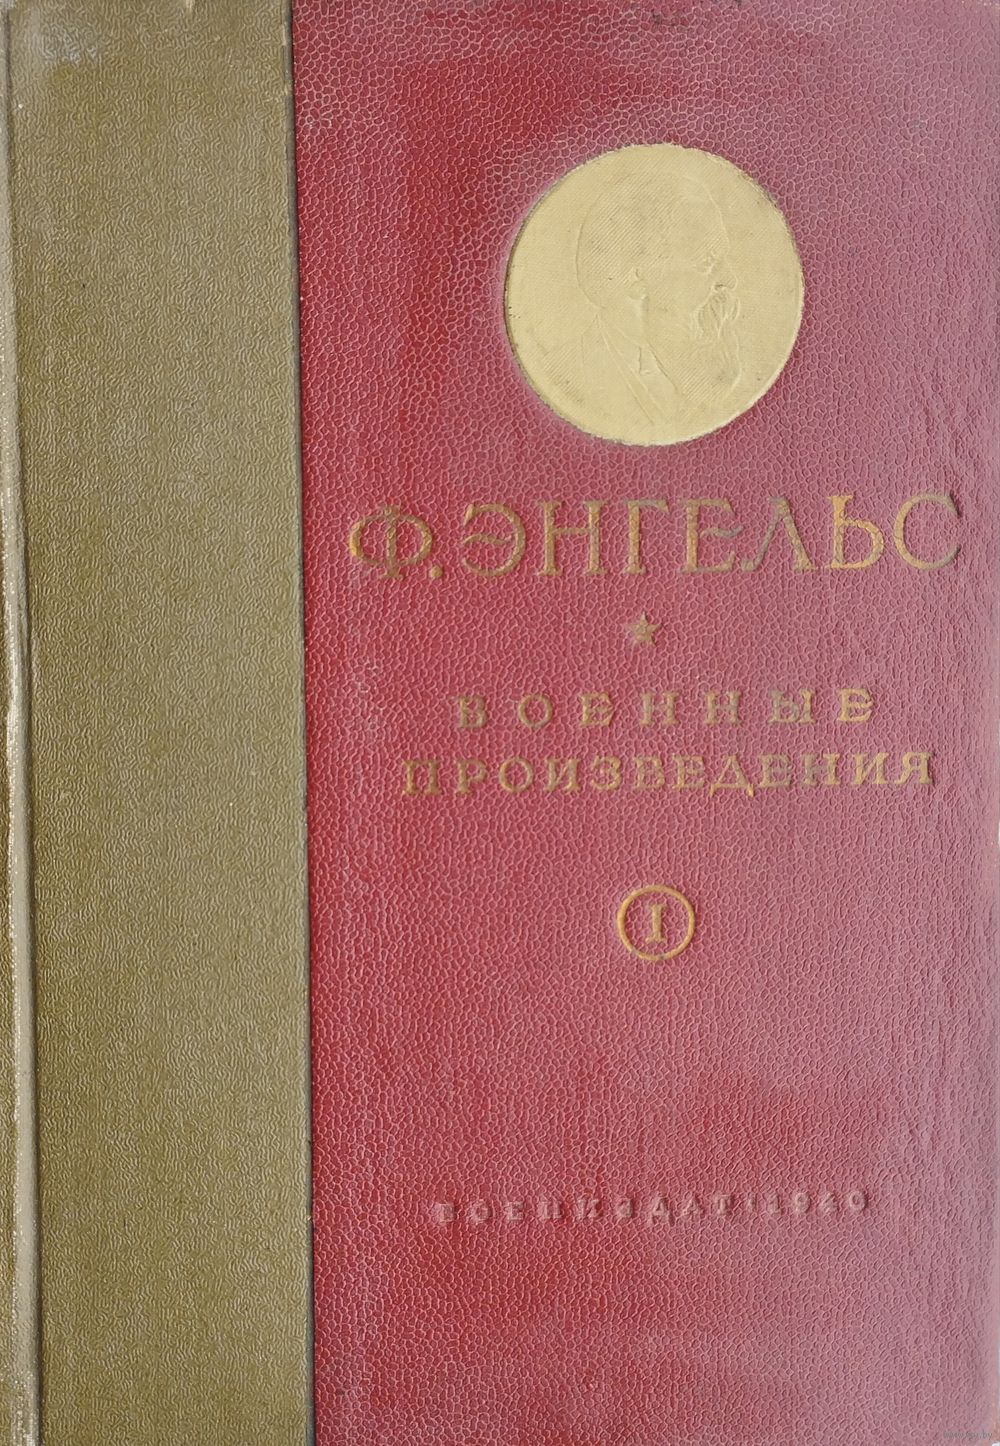 Ф. ЭНГЕЛЬС
ВОЕННЫЕ
ПРОИЗВЕДЕНИЯ
I
ВОЕНИЗДАТ · 1940